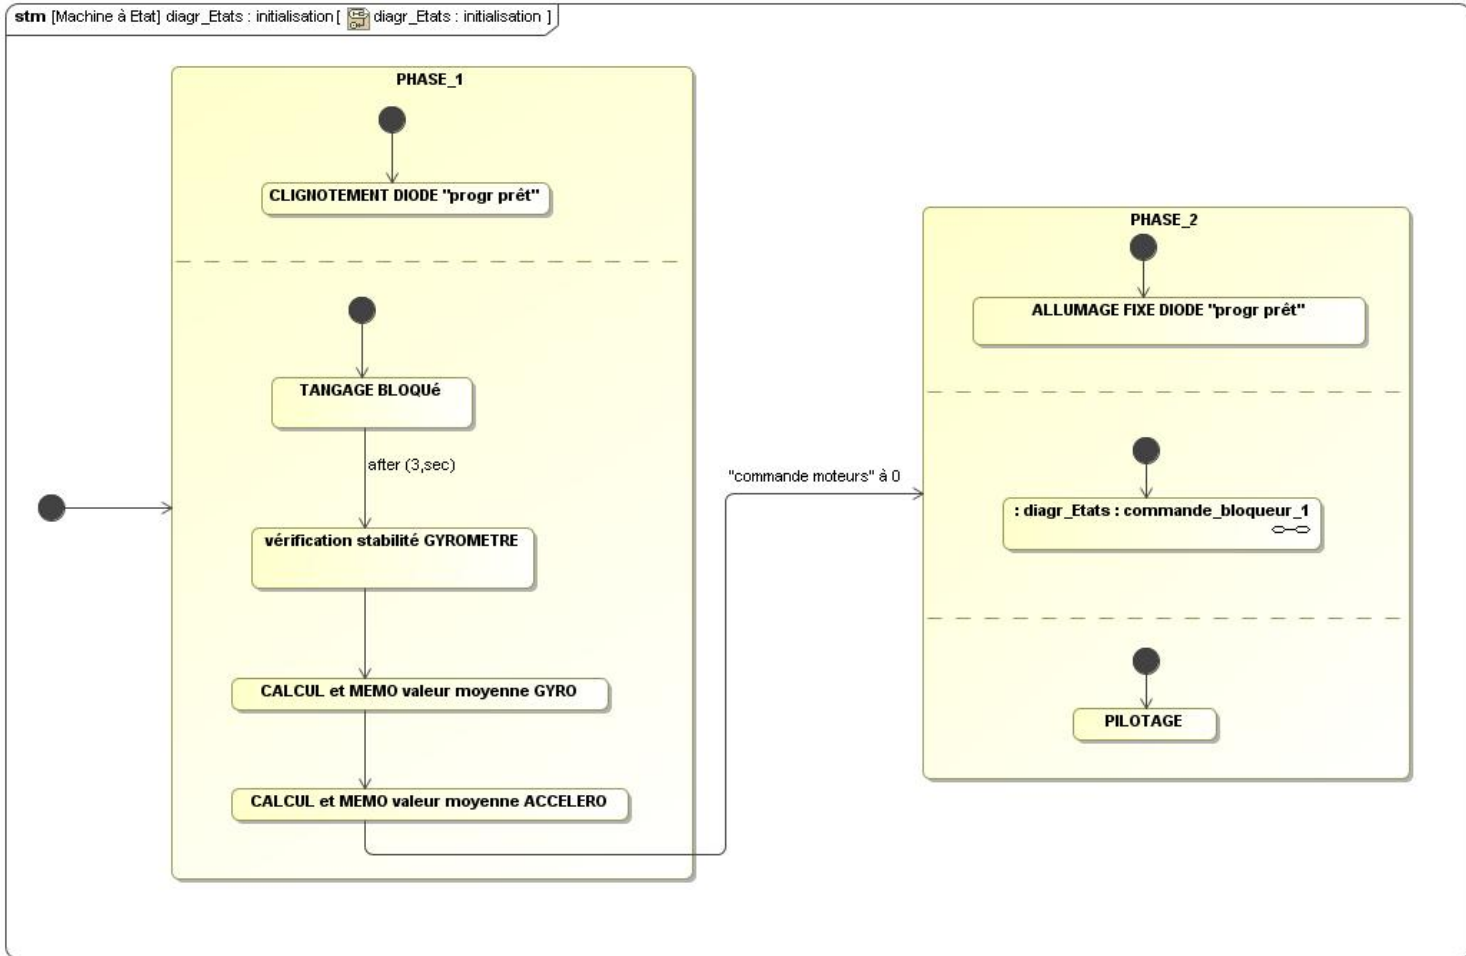 stm [Machine à Etat] diagr_Etats : initialisation [ diagr_Etats : initialisation ]
PHASE_1
CLIGNOTEMENT DIODE "progr prêt"
TANGAGE BLOQUé
after (3,sec)
vérification stabilité GYROMETRE
CALCUL et MEMO valeur moyenne GYRO
CALCUL et MEMO valeur moyenne ACCELERO
"commande moteurs" à 0
PHASE_2
ALLUMAGE FIXE DIODE "progr prêt"
: diagr_Etats : commande_bloqueur_1
PILOTAGE